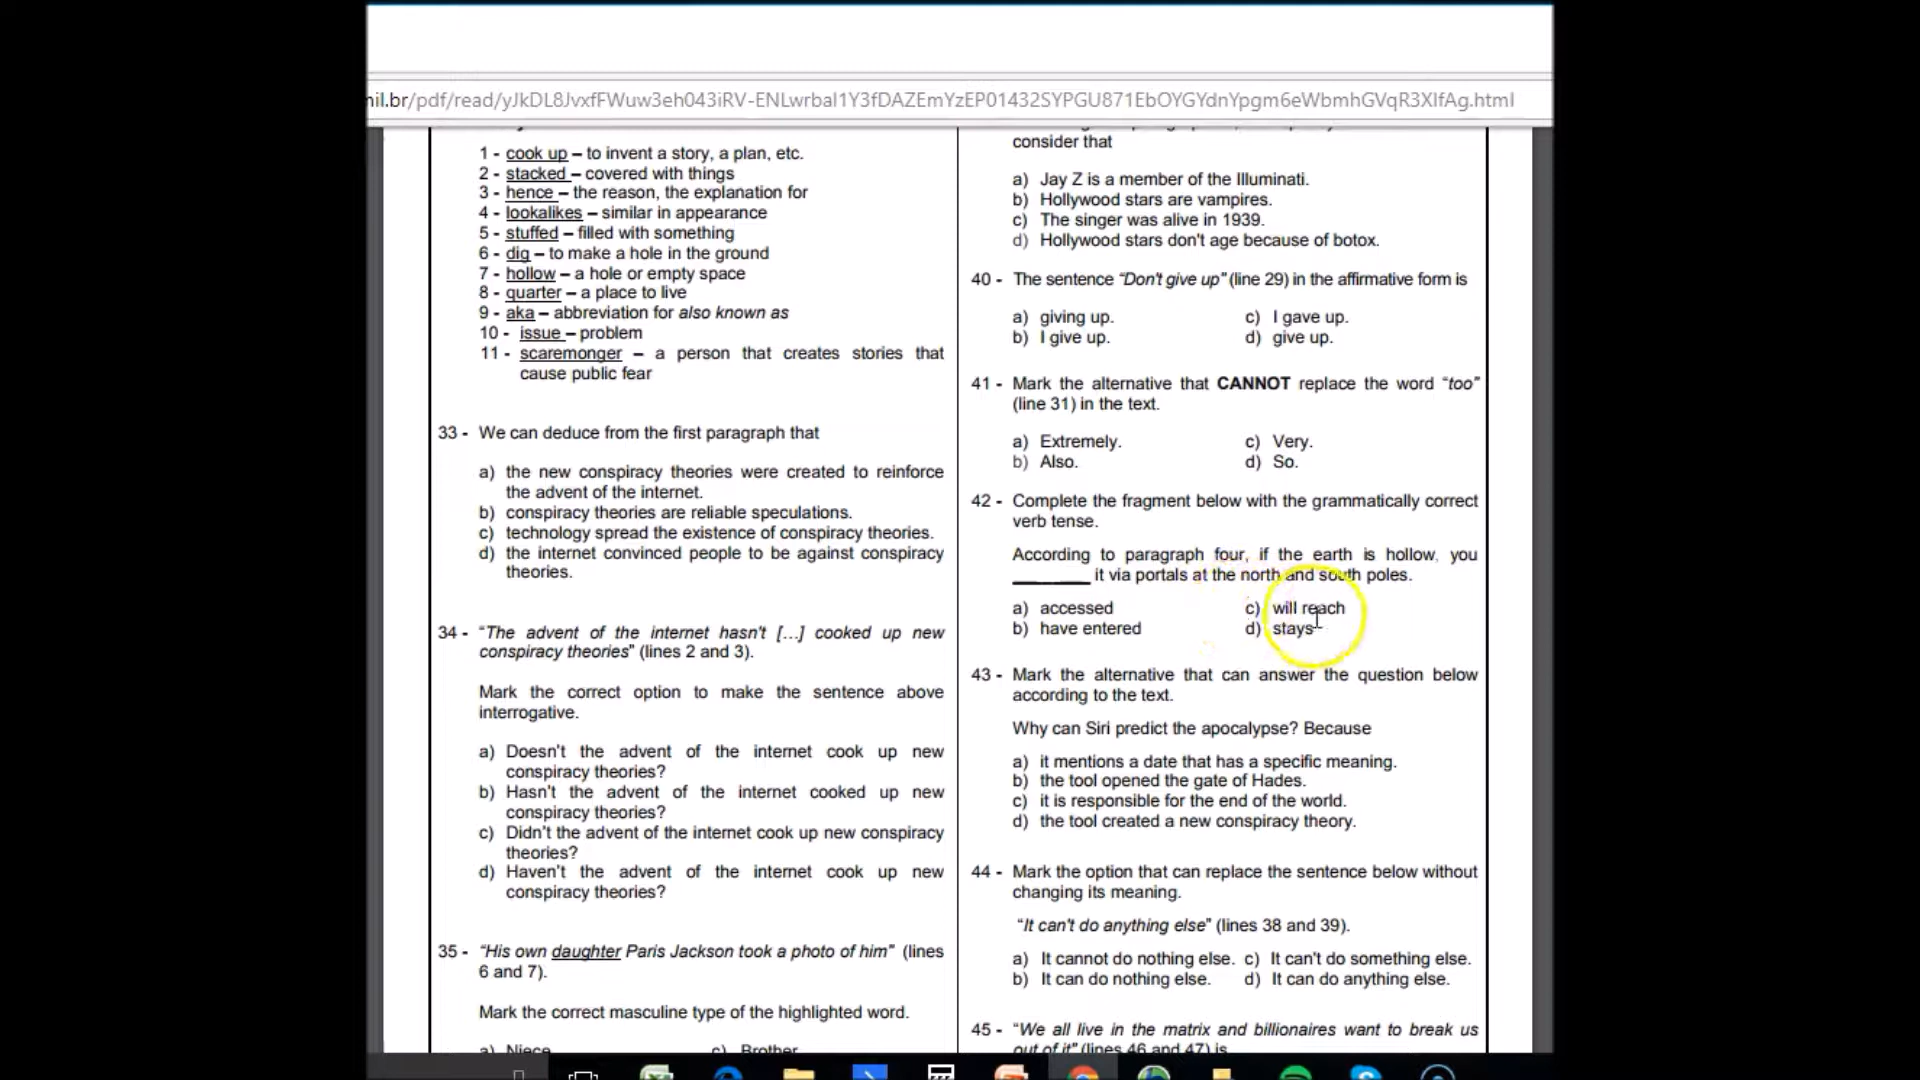 nil.br/pdf/read/yJkDL8JvxfFWuw3eh043iRV-ENLwrbal1Y3fDAZEmYzEP01432SYPGU871EbOYGYdnYpgm6eWbmhGVqR3XIfAg.html
1 - cook up – to invent a story, a plan, etc.
2 - stacked – covered with things
3 - hence – the reason, the explanation for
4 - lookalikes – similar in appearance
5 - stuffed – filled with something
6 - dig – to make a hole in the ground
7 - hollow – a hole or empty space
8 - quarter – a place to live
9 - aka – abbreviation for also known as
10 - issue – problem
11 - scaremonger – a person that creates stories that
cause public fear
33 - We can deduce from the first paragraph that
a) the new conspiracy theories were created to reinforce
the advent of the internet.
b) conspiracy theories are reliable speculations.
c) technology spread the existence of conspiracy theories.
d) the internet convinced people to be against conspiracy
theories.
34 - “The advent of the internet hasn't [...] cooked up new
conspiracy theories” (lines 2 and 3).
Mark the correct option to make the sentence above
interrogative.
a) Doesn't the advent of the internet cook up new
conspiracy theories?
b) Hasn't the advent of the internet cooked up new
conspiracy theories?
c) Didn't the advent of the internet cook up new conspiracy
theories?
d) Haven't the advent of the internet cook up new
conspiracy theories?
35 - “His own daughter Paris Jackson took a photo of him” (lines
6 and 7).
Mark the correct masculine type of the highlighted word.
a) Niece c) Brother
consider that
a) Jay Z is a member of the Illuminati.
b) Hollywood stars are vampires.
c) The singer was alive in 1939.
d) Hollywood stars don't age because of botox.
40 - The sentence “Don't give up” (line 29) in the affirmative form is
a) giving up. c) I gave up.
b) I give up. d) give up.
41 - Mark the alternative that CANNOT replace the word “too”
(line 31) in the text.
a) Extremely. c) Very.
b) Also. d) So.
42 - Complete the fragment below with the grammatically correct
verb tense.
According to paragraph four, if the earth is hollow, you
________ it via portals at the north and south poles.
a) accessed c) will reach
b) have entered d) stays
43 - Mark the alternative that can answer the question below
according to the text.
Why can Siri predict the apocalypse? Because
a) it mentions a date that has a specific meaning.
b) the tool opened the gate of Hades.
c) it is responsible for the end of the world.
d) the tool created a new conspiracy theory.
44 - Mark the option that can replace the sentence below without
changing its meaning.
“It can't do anything else” (lines 38 and 39).
a) It cannot do nothing else. c) It can't do something else.
b) It can do nothing else. d) It can do anything else.
45 - “We all live in the matrix and billionaires want to break us
out of it” (lines 46 and 47) is